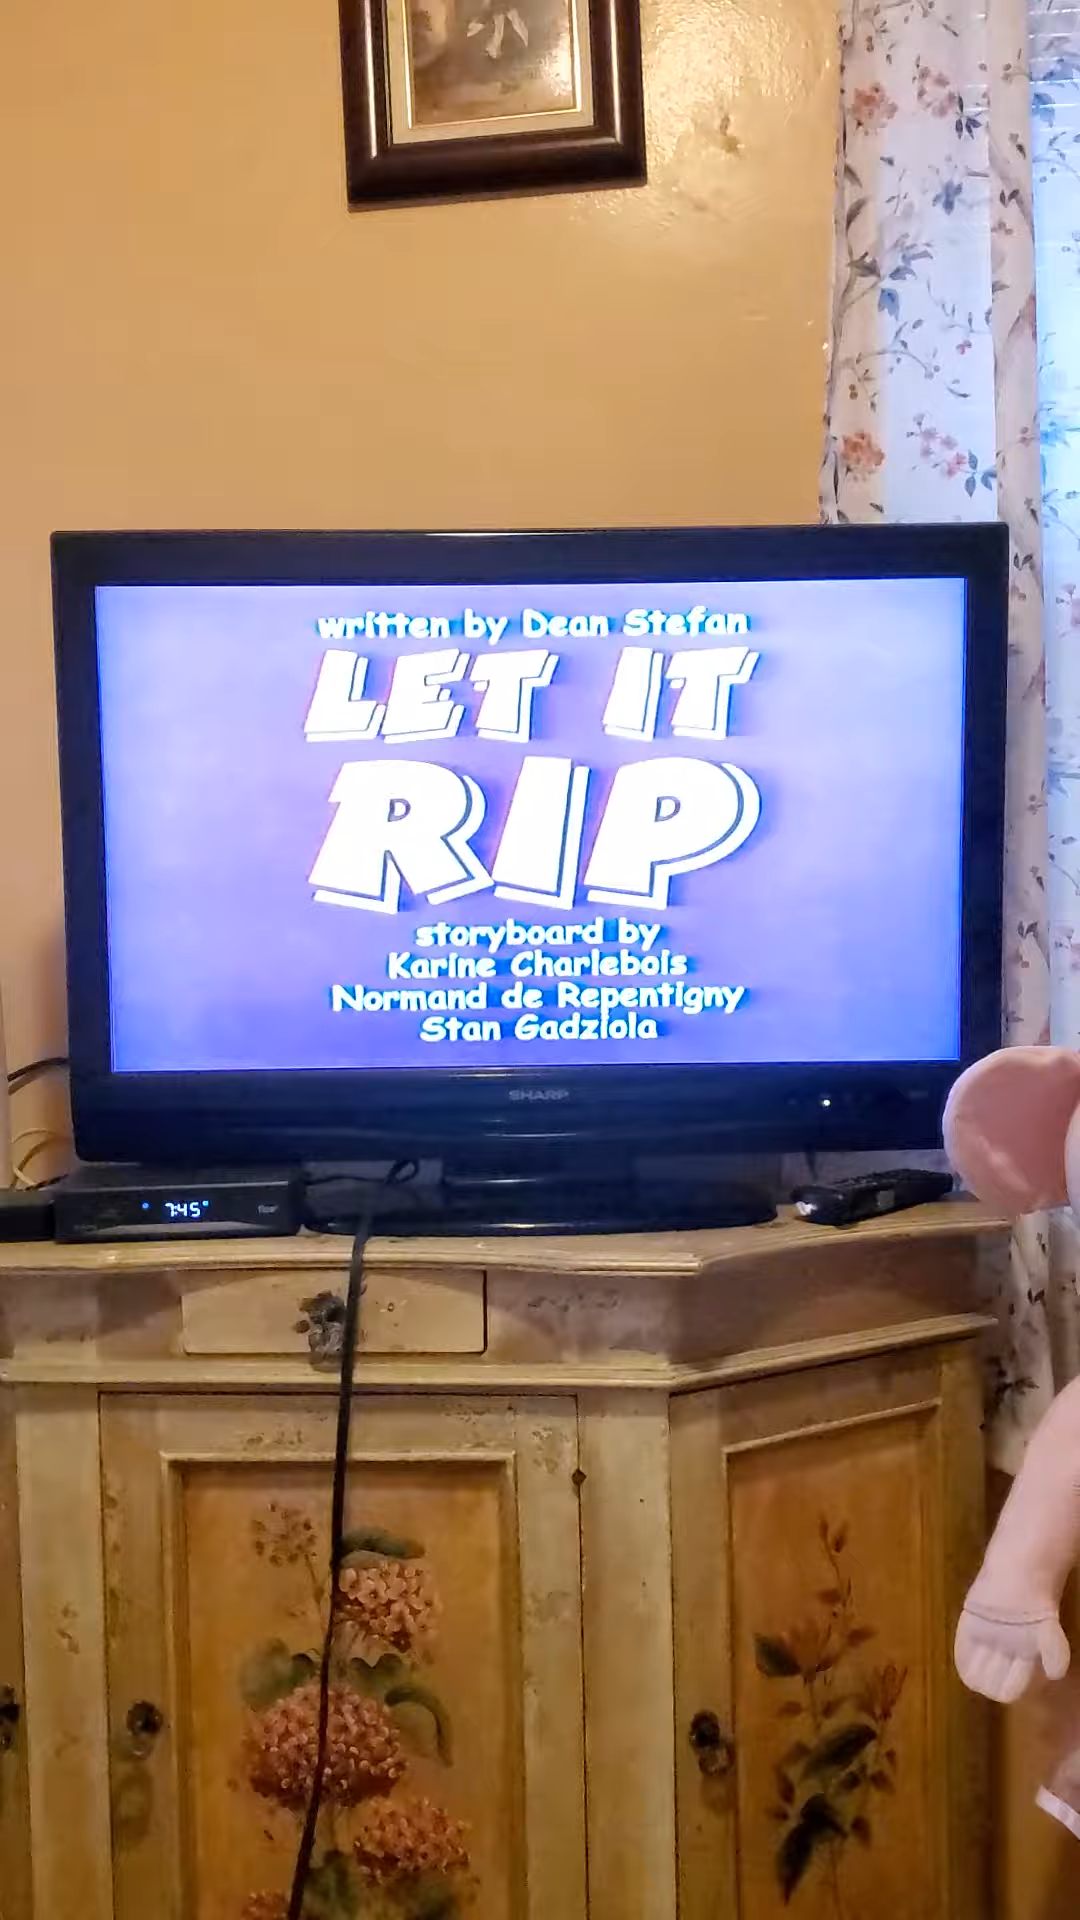 written by Dean Stefan
LET IT
RIP
storyboard by
Karine Charlebois
Normand de Repentigny
Stan Gadziola
SHARP
7:45